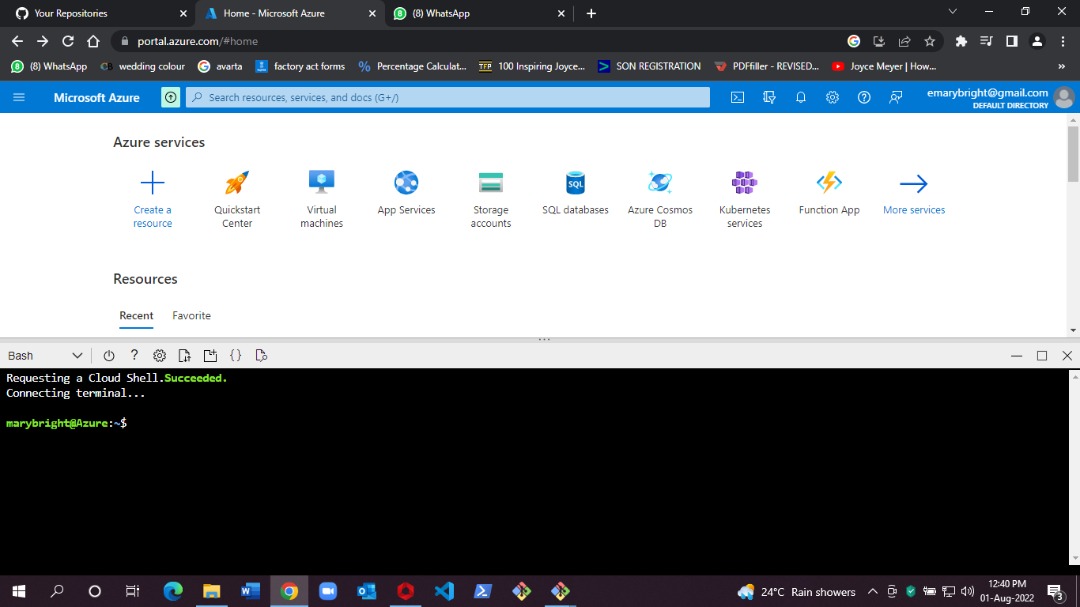 Your Repositories
Home - Microsoft Azure
(8) WhatsApp
portal.azure.com/#home
(8) WhatsApp
wedding colour
avarta
factory act forms
Percentage Calculat...
TFP
100 Inspiring Joyce...
SON REGISTRATION
PDFfiller - REVISED...
Joyce Meyer | How...
Microsoft Azure
Search resources, services, and docs (G+/)
emarybright@gmail.com
DEFAULT DIRECTORY
Azure services
Create a
resource
Quickstart
Center
Virtual
machines
App Services
Storage
accounts
SQL
SQL databases
Azure Cosmos
DB
Kubernetes
services
Function App
More services
Resources
Recent
Favorite
Bash
Requesting a Cloud Shell.Succeeded.
Connecting terminal...
marybright@Azure:~$
24°C Rain showers
12:40 PM
01-Aug-2022
3